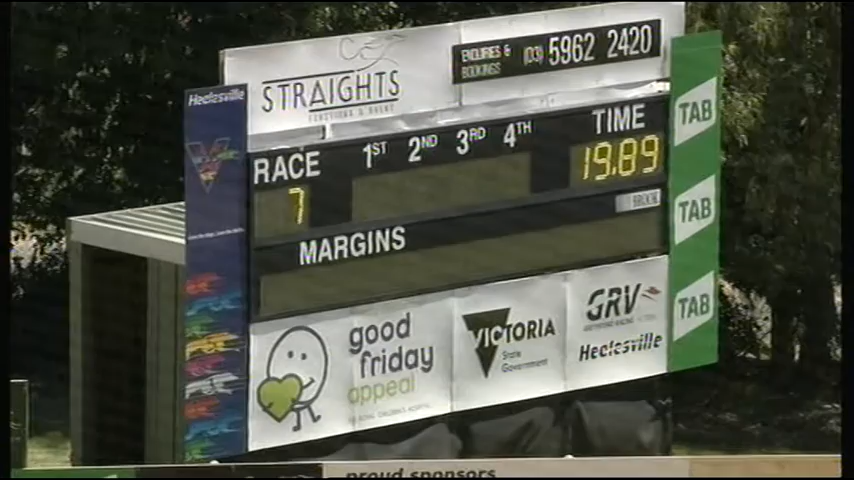 STRAIGHTS
FUNCTIONS & EVENTS
ENQUIRIES & BOOKINGS (03) 5962 2420
Healesville
RACE 1ST 2ND 3RD 4TH TIME
7 19.89
BROOK
MARGINS
TAB
TAB
TAB
good friday appeal
VICTORIA
State Government
GRV
Healesville
proud sponsors